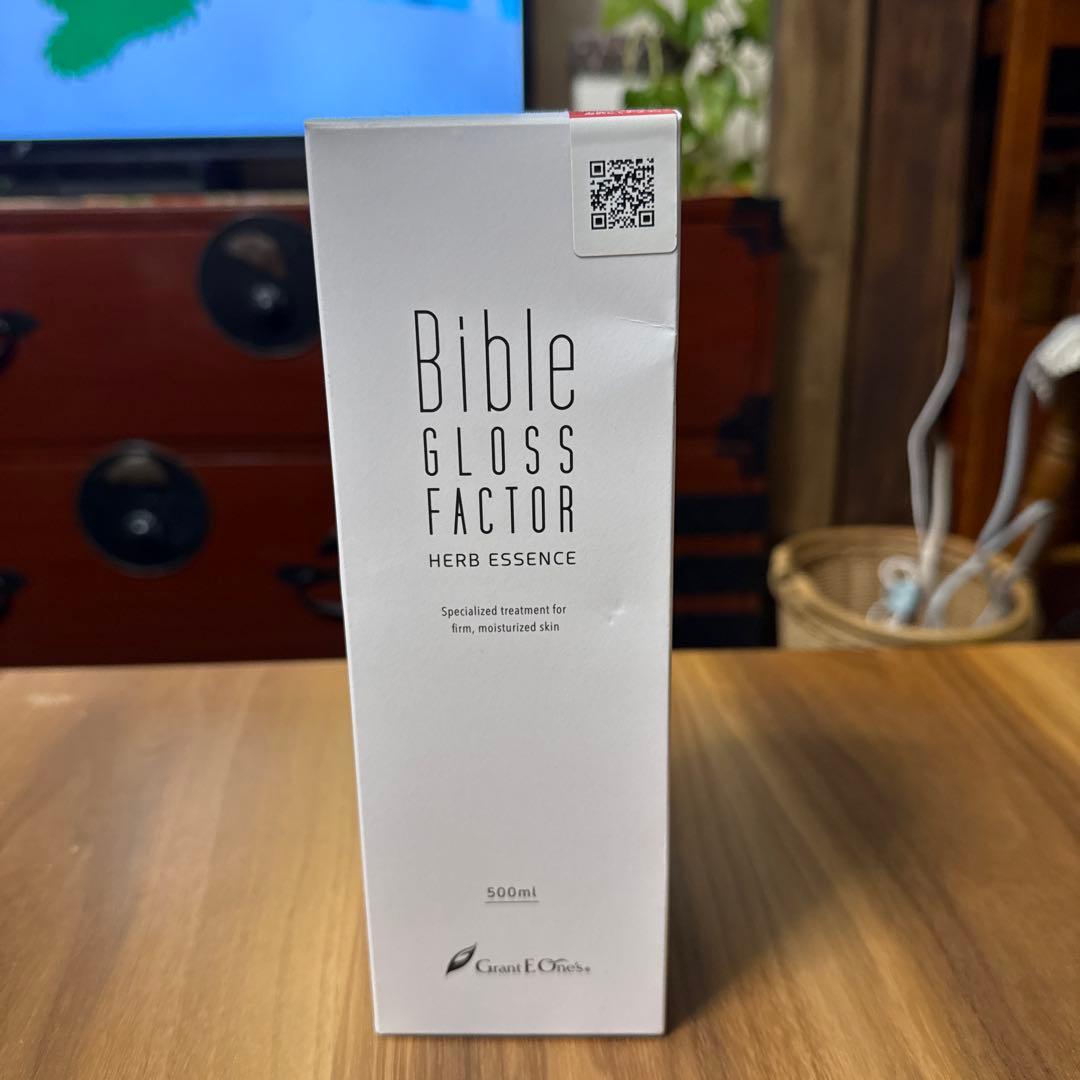 Bible
GLOSS
FACTOR
HERB ESSENCE
Specialized treatment for
firm, moisturized skin
500ml
Grant E One's